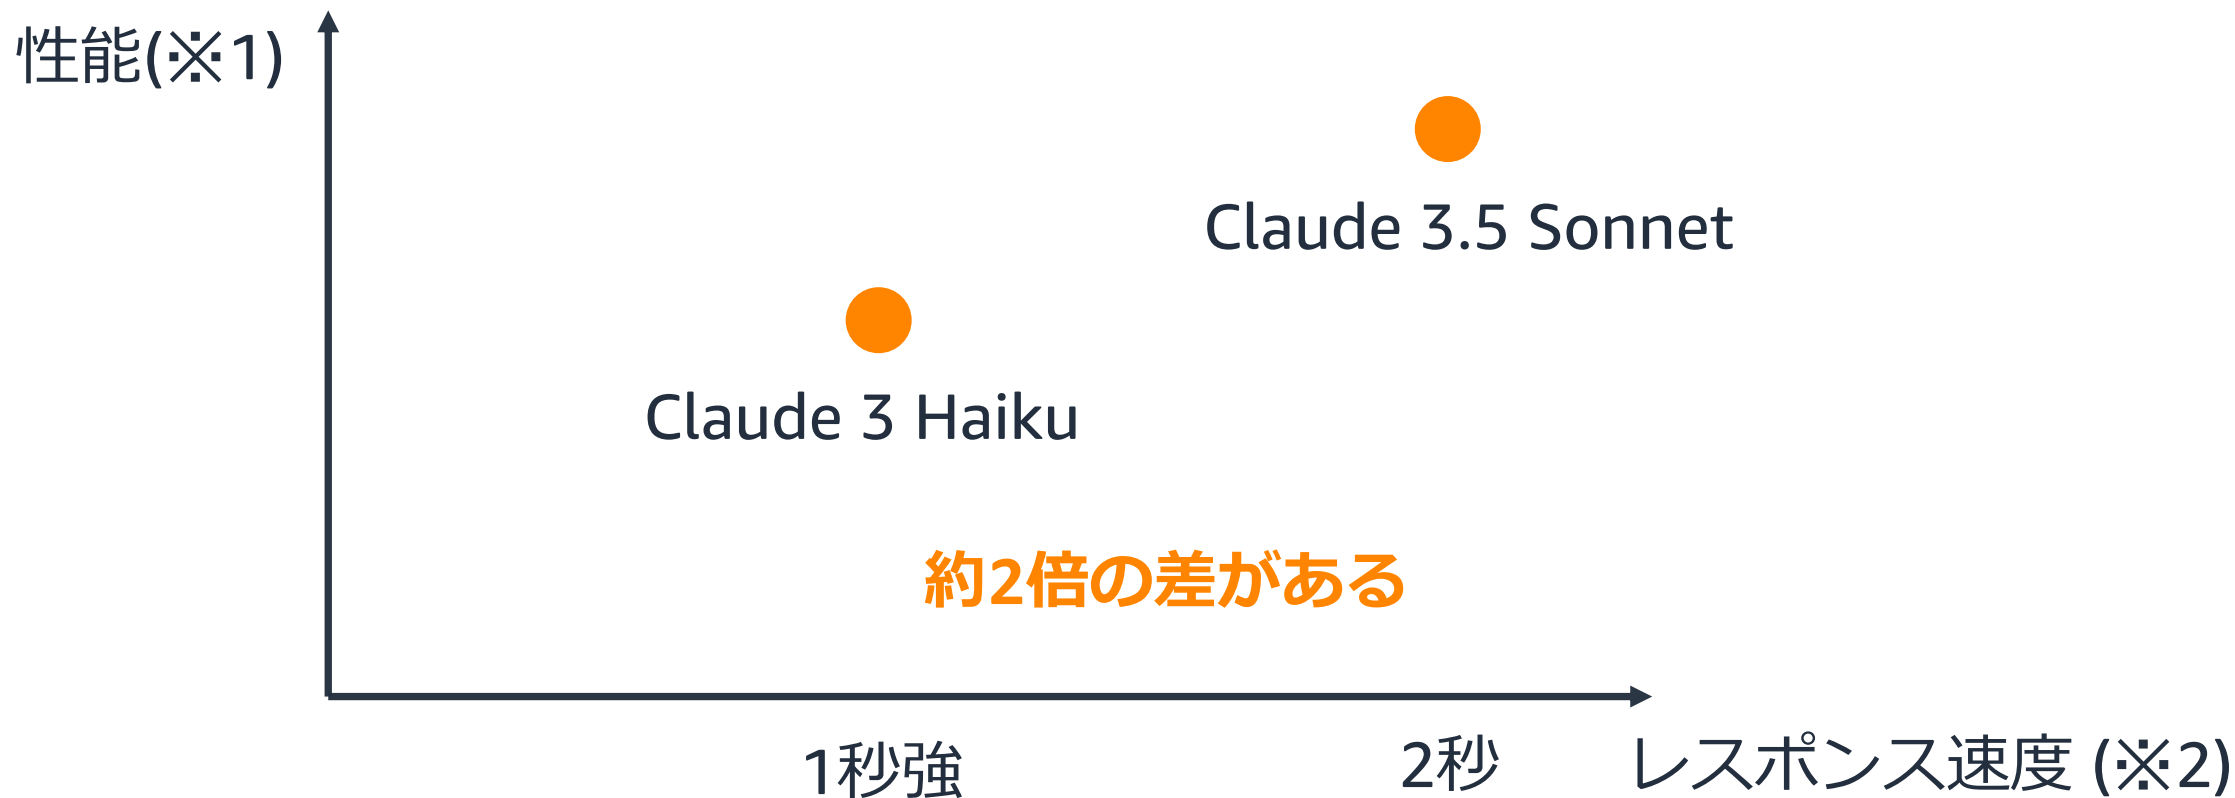 性能(※1)
Claude 3.5 Sonnet
Claude 3 Haiku
約2倍の差がある
1秒強
2秒
レスポンス速度 (※2)